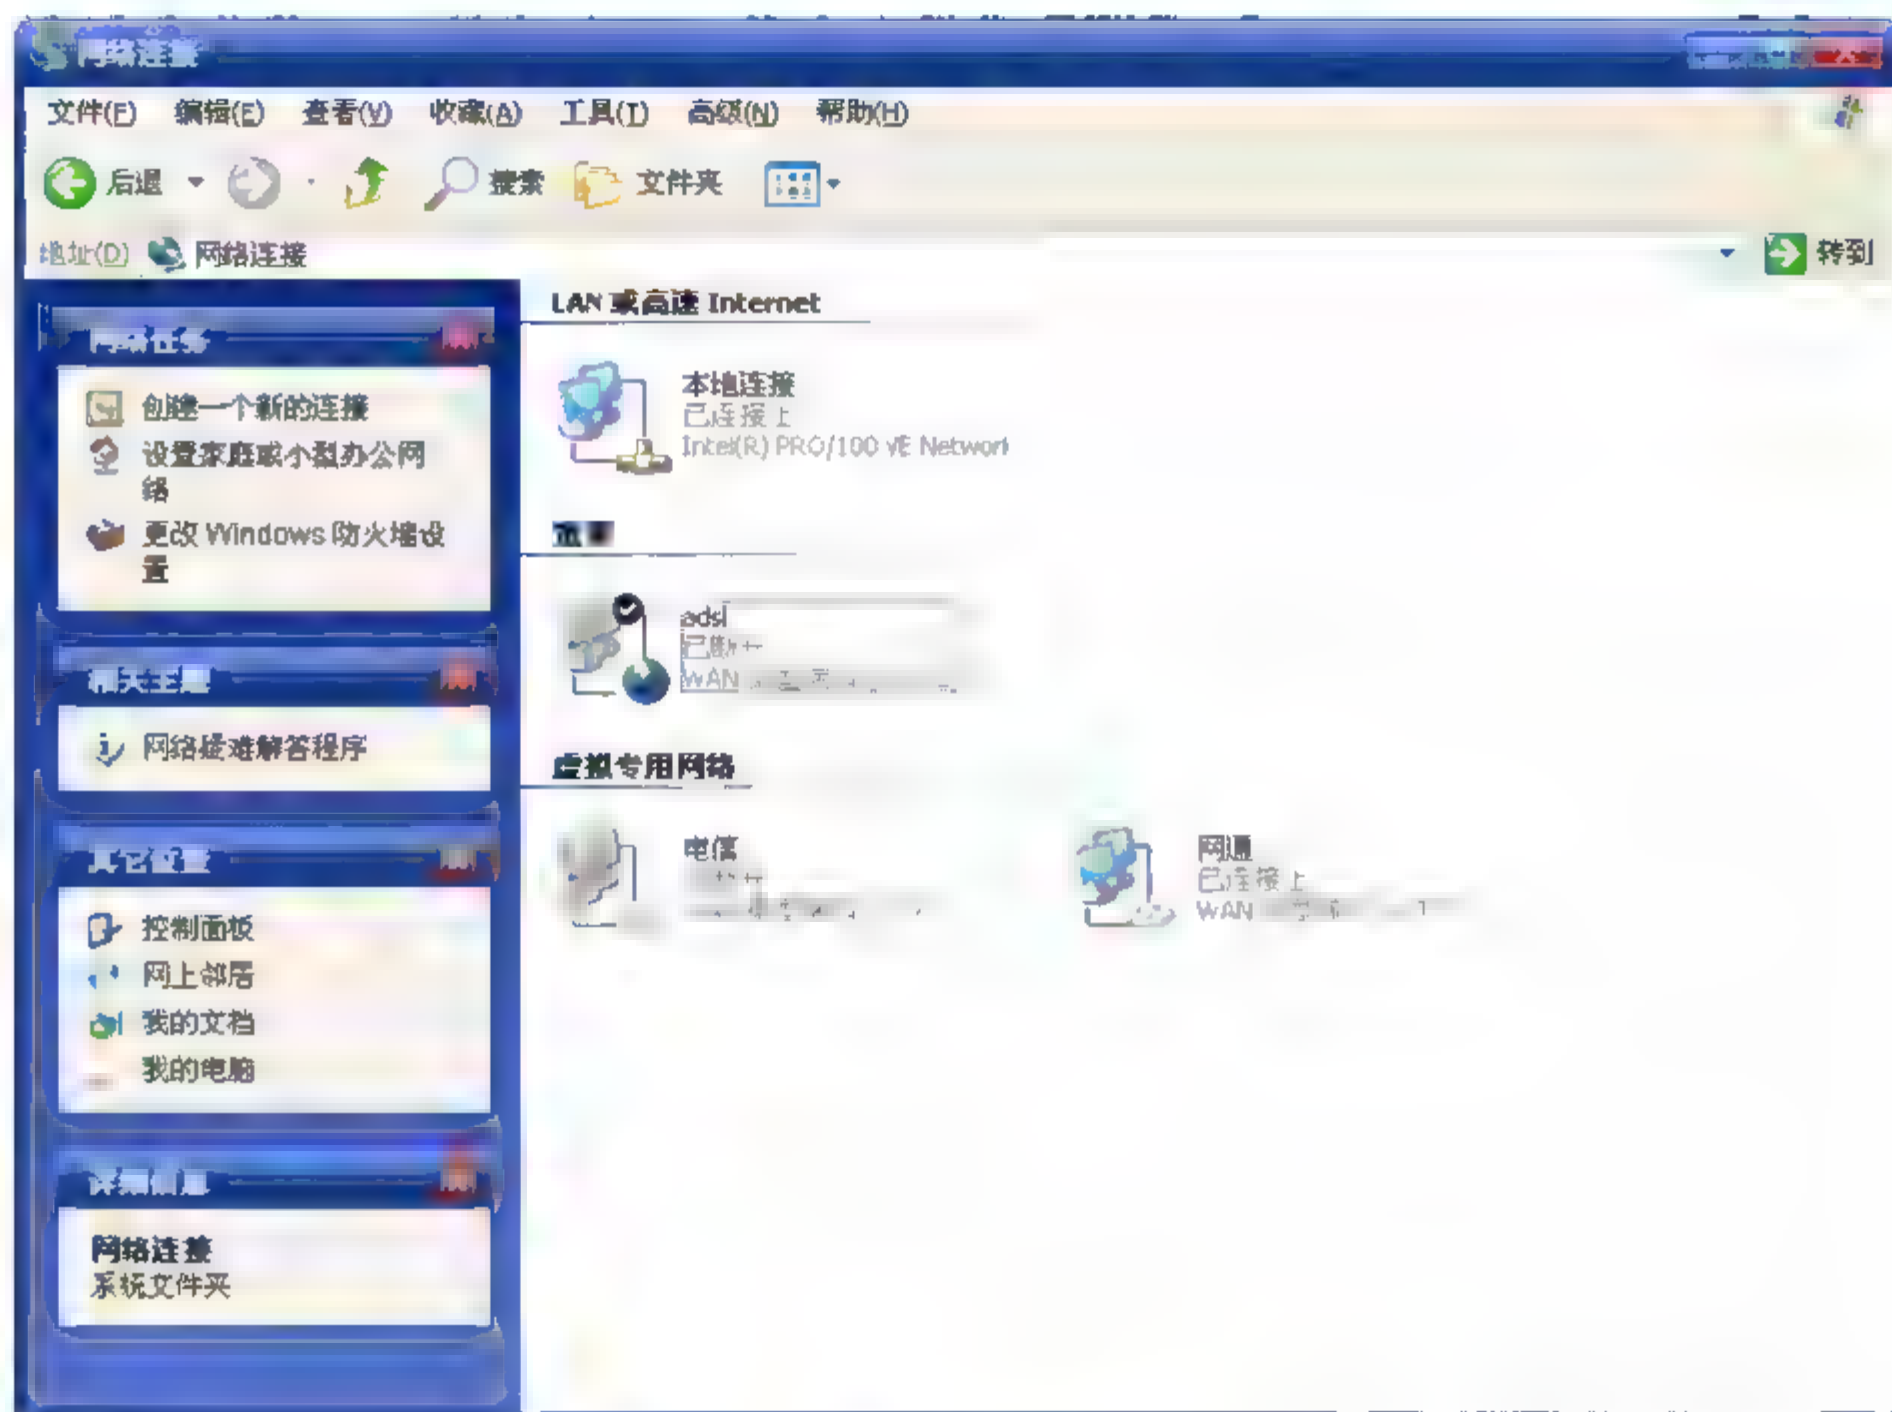 网络连接
文件(F) 编辑(E) 查看(V) 收藏(A) 工具(T) 高级(N) 帮助(H)
后退 搜索 文件夹
地址(D) 网络连接 转到
网络任务
创建一个新的连接
设置家庭或小型办公网
络
更改 Windows 防火墙设
置
相关主题
网络疑难解答程序
其它位置
控制面板
网上邻居
我的文档
我的电脑
详细信息
网络连接
系统文件夹
LAN 或高速 Internet
本地连接
已连接上
Intel(R) PRO/100 VE Network
adsl
已断开
WAN
虚拟专用网络
电信
网通
已连接上
WAN